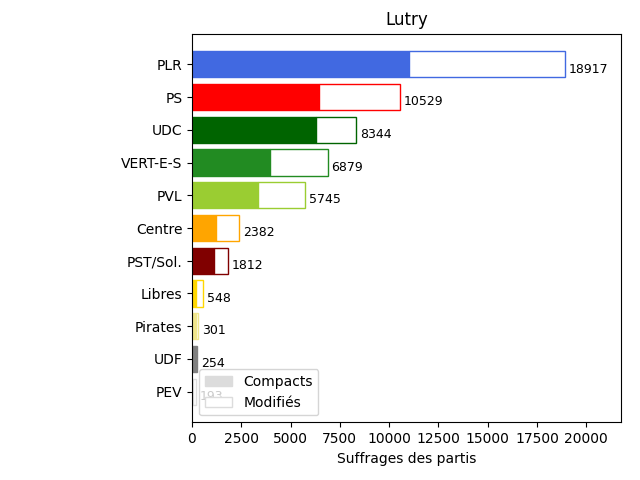 Lutry
PLR 18917
PS 10529
UDC 8344
VERT-E-S 6879
PVL 5745
Centre 2382
PST/Sol. 1812
Libres 548
Pirates 301
UDF 254
PEV 193
Compacts
Modifiés
0 2500 5000 7500 10000 12500 15000 17500 20000
Suffrages des partis